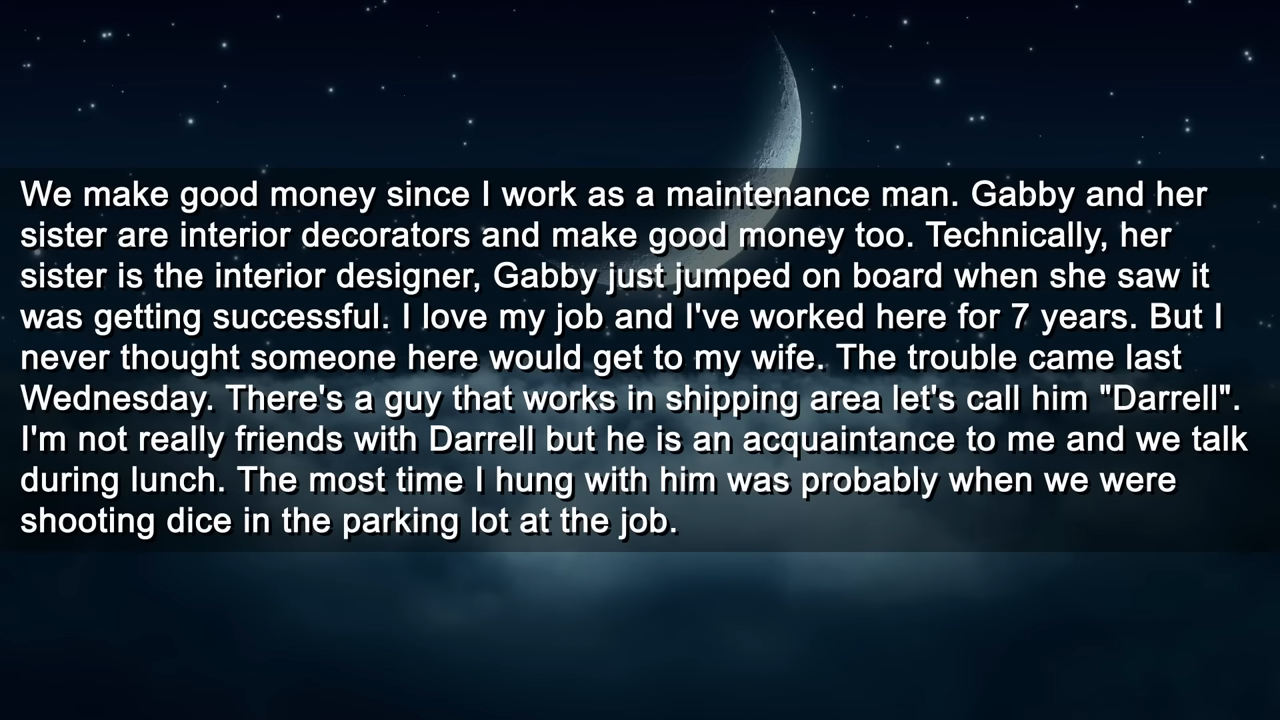 We make good money since I work as a maintenance man. Gabby and her
sister are interior decorators and make good money too. Technically, her
sister is the interior designer, Gabby just jumped on board when she saw it
was getting successful. I love my job and I've worked here for 7 years. But I
never thought someone here would get to my wife. The trouble came last
Wednesday. There's a guy that works in shipping area let's call him "Darrell".
I'm not really friends with Darrell but he is an acquaintance to me and we talk
during lunch. The most time I hung with him was probably when we were
shooting dice in the parking lot at the job.